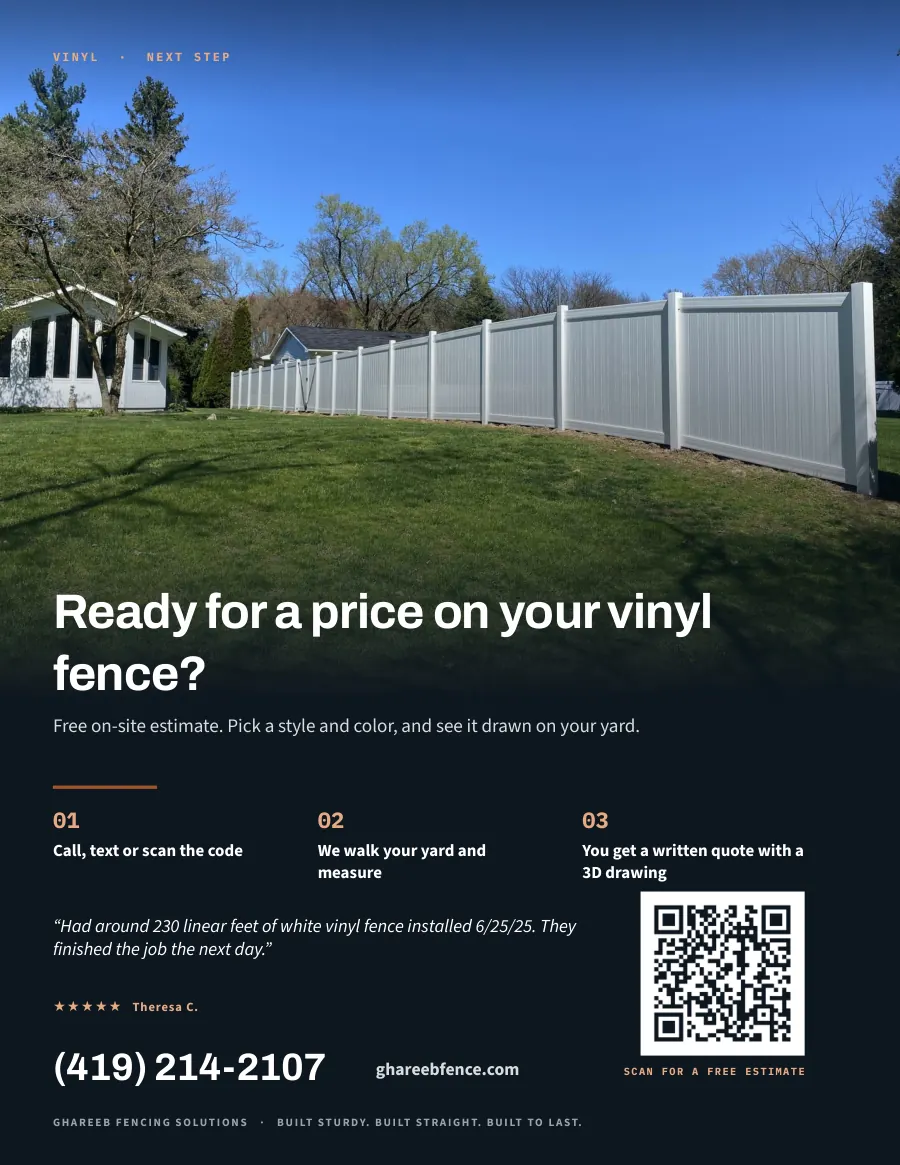 VINYL · NEXT STEP
Ready for a price on your vinyl
fence?
Free on-site estimate. Pick a style and color, and see it drawn on your yard.
01
Call, text or scan the code
02
We walk your yard and
measure
03
You get a written quote with a
3D drawing
“Had around 230 linear feet of white vinyl fence installed 6/25/25. They
finished the job the next day.”
★★★★★ Theresa C.
(419) 214-2107
ghareebfence.com
SCAN FOR A FREE ESTIMATE
GHAREEB FENCING SOLUTIONS · BUILT STURDY. BUILT STRAIGHT. BUILT TO LAST.